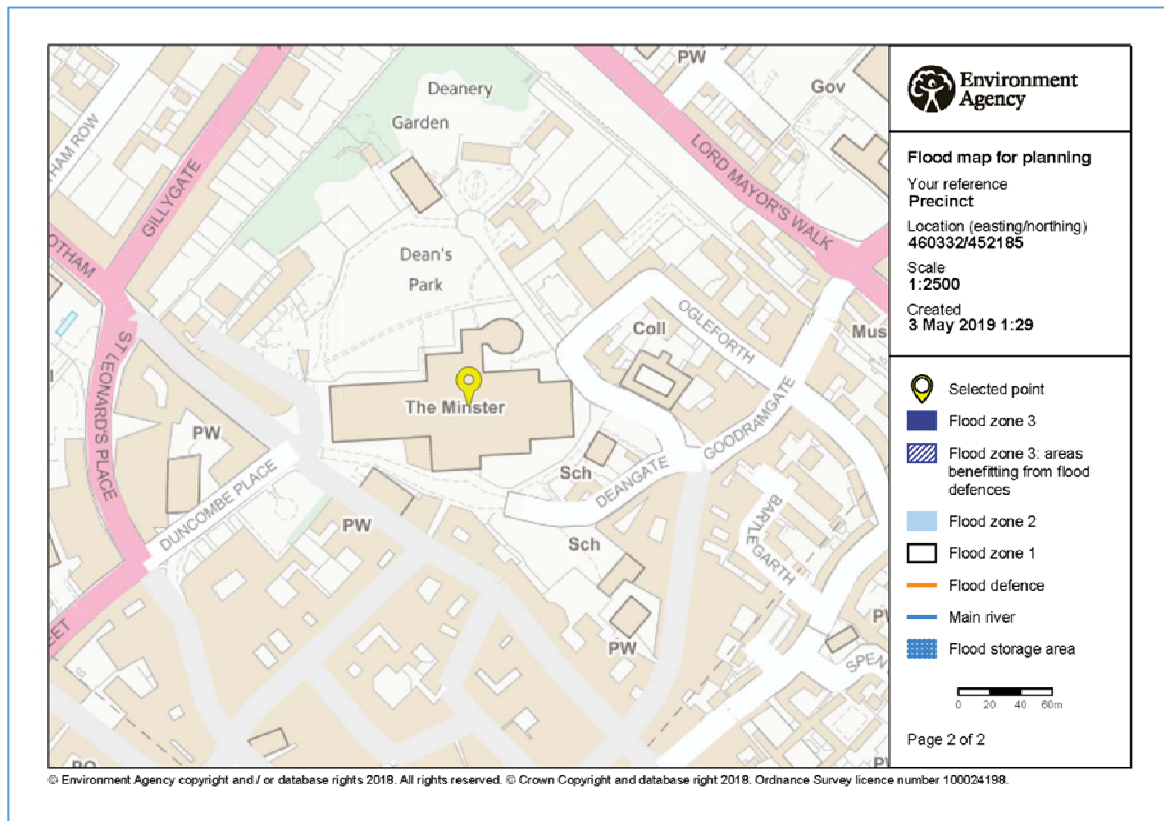 PW
Deanery
Garden
Gov
THAM ROW
GILLYGATE
LORD MAYOR'S WALK
OTHAM
Dean's
Park
OGLEFORTH
Coll
Mus
ST LEONARD'S PLACE
The Minster
PW
GOODRAMGATE
DUNCOMBE PLACE
Sch
DEANGATE
PW
BARTLE GARTH
Sch
EET
PW
SPEN
Environment
Agency
Flood map for planning
Your reference
Precinct
Location (easting/northing)
460332/452185
Scale
1:2500
Created
3 May 2019 1:29
Selected point
Flood zone 3
Flood zone 3: areas
benefitting from flood
defences
Flood zone 2
Flood zone 1
Flood defence
Main river
Flood storage area
0 20 40 60m
Page 2 of 2
© Environment Agency copyright and / or database rights 2018. All rights reserved. © Crown Copyright and database right 2018. Ordnance Survey licence number 100024198.